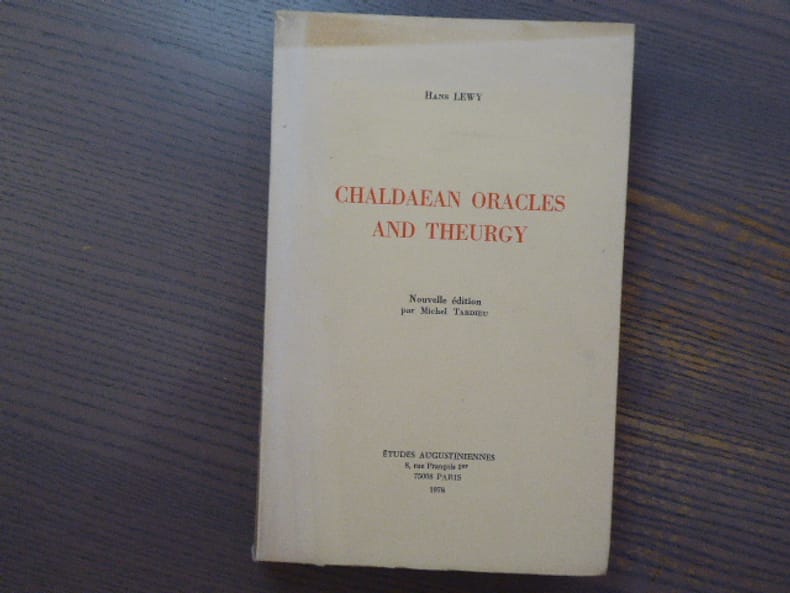 Hans LEWY
CHALDAEAN ORACLES
AND THEURGY
Nouvelle édition
par Michel TARDIEU
ÉTUDES AUGUSTINIENNES
8, rue François 1er
75008 PARIS
1978